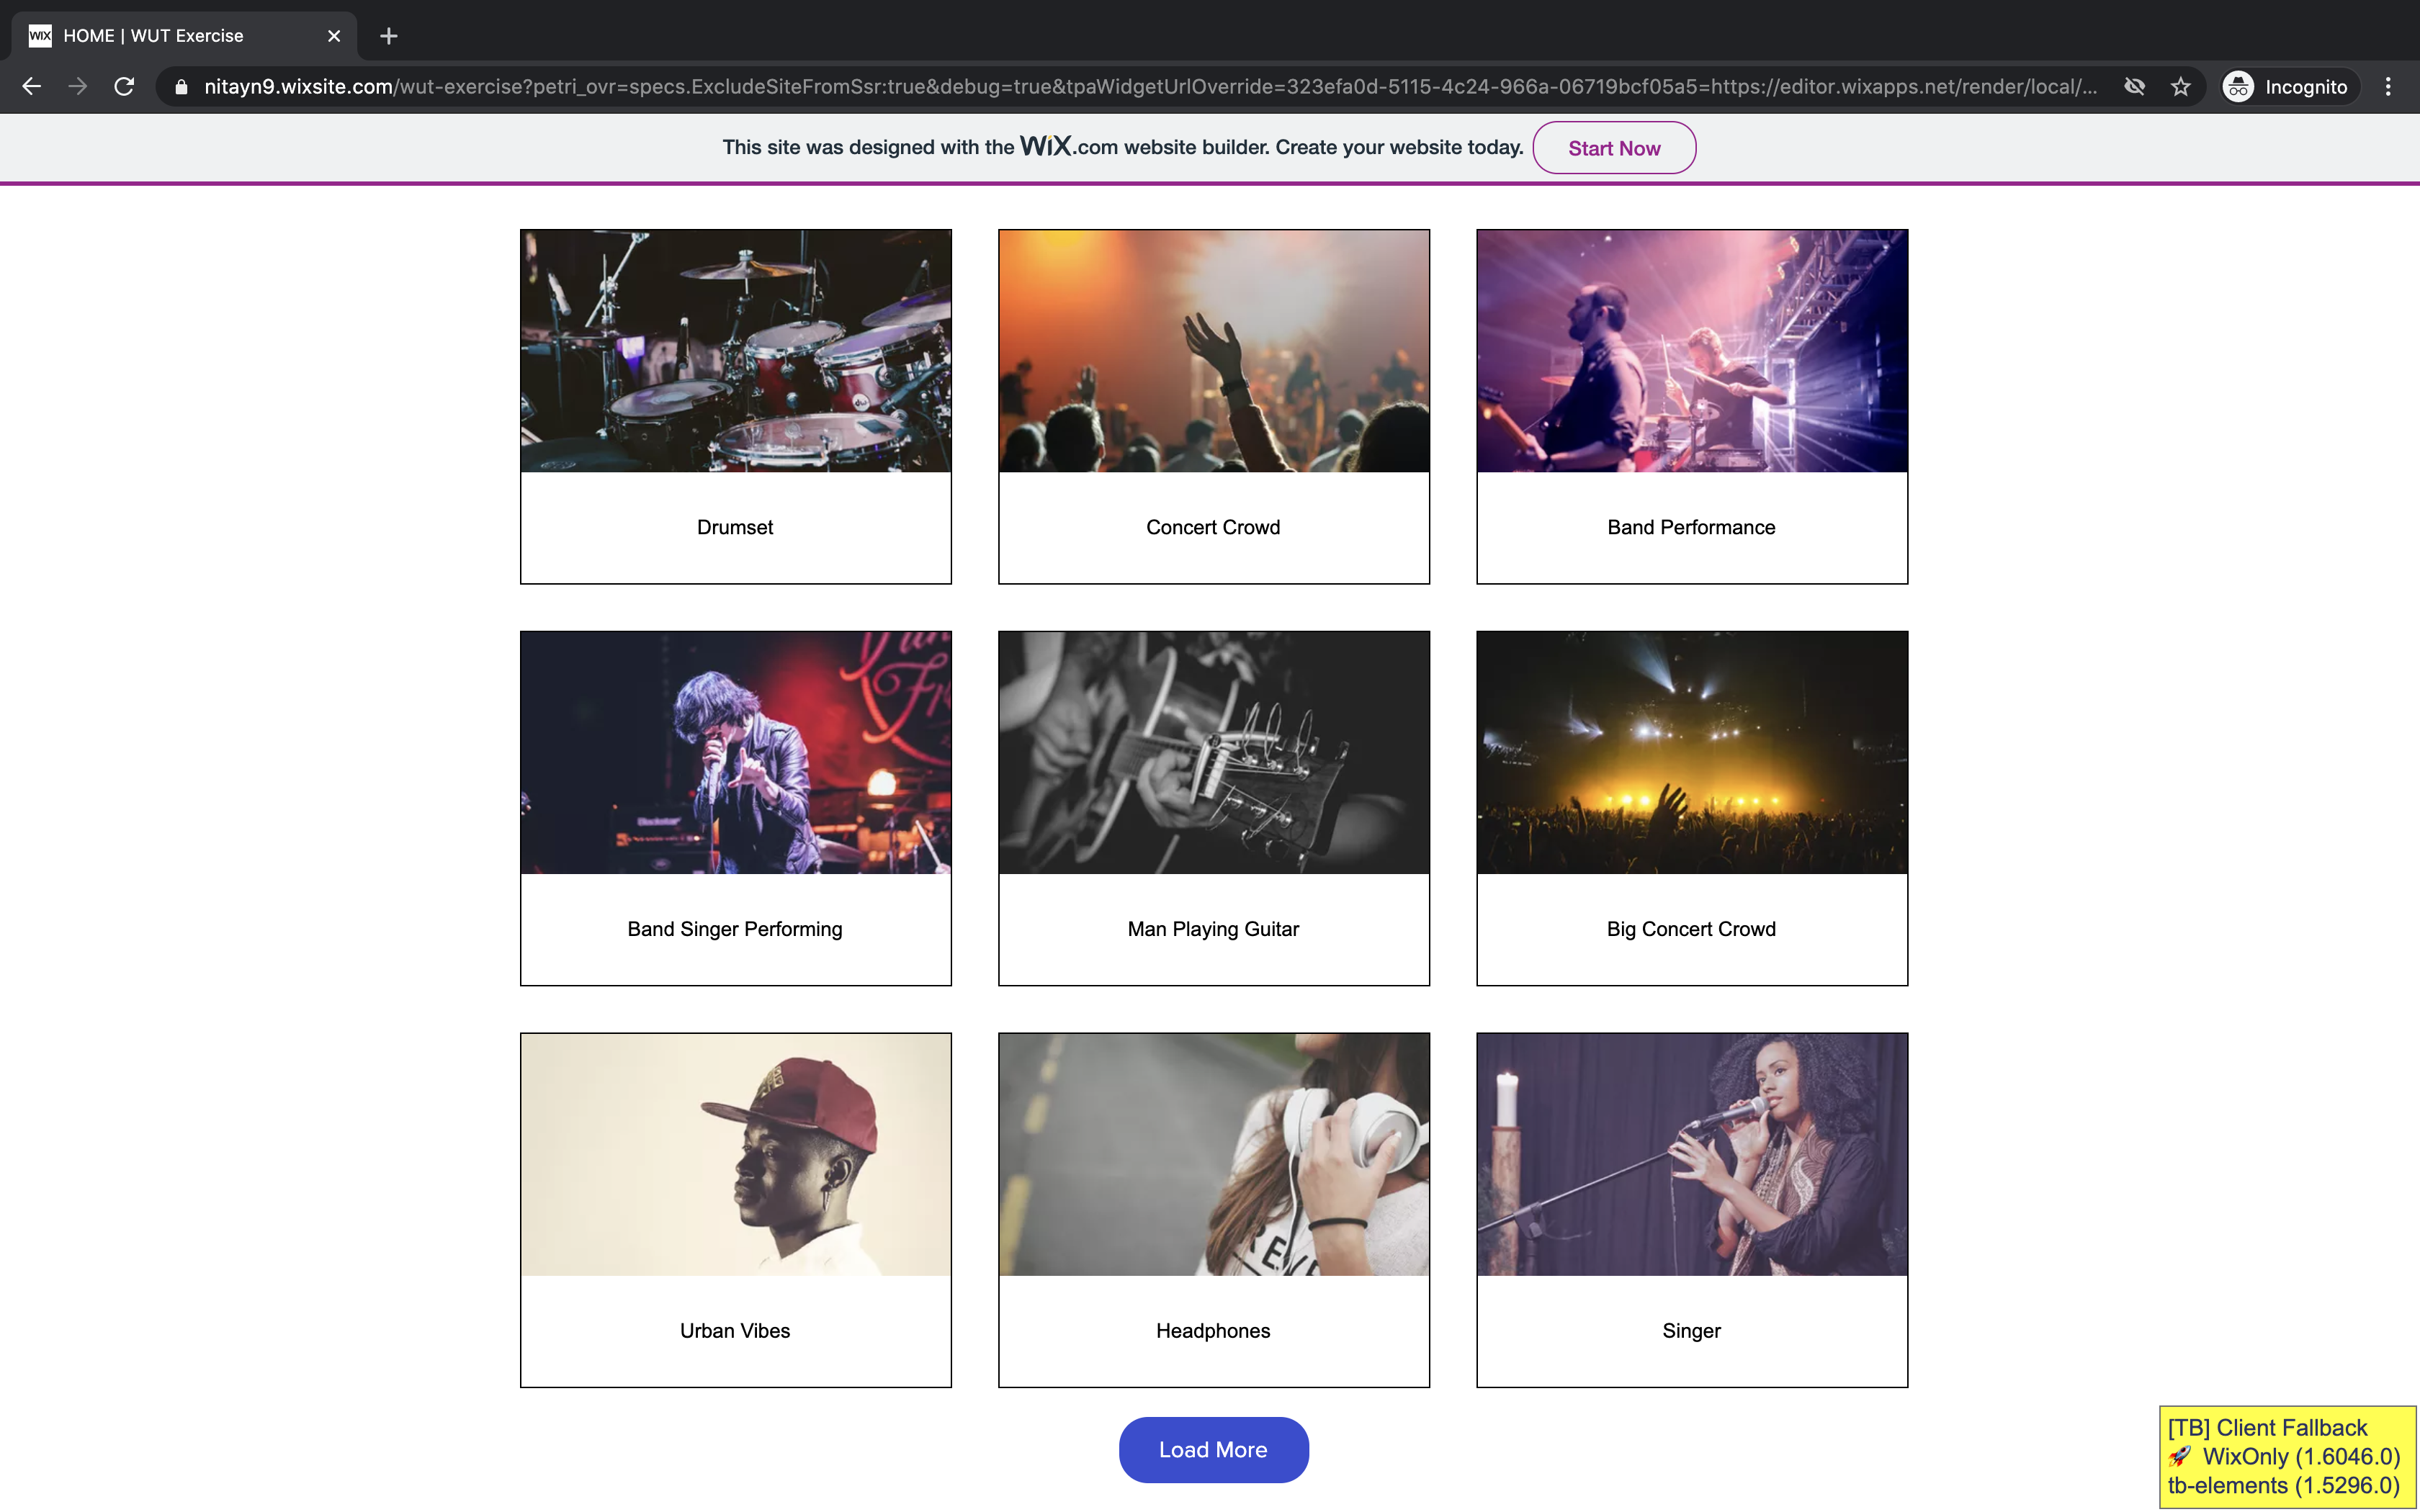 WIX HOME | WUT Exercise
nitayn9.wixsite.com/wut-exercise?petri_ovr=specs.ExcludeSiteFromSsr:true&debug=true&tpaWidgetUrlOverride=323efa0d-5115-4c24-966a-06719bcf05a5=https://editor.wixapps.net/render/local/... Incognito
This site was designed with the WiX.com website builder. Create your website today. Start Now
Drumset
Concert Crowd
Band Performance
Band Singer Performing
Man Playing Guitar
Big Concert Crowd
Urban Vibes
Headphones
Singer
Load More
[TB] Client Fallback
🚀 WixOnly (1.6046.0)
tb-elements (1.5296.0)